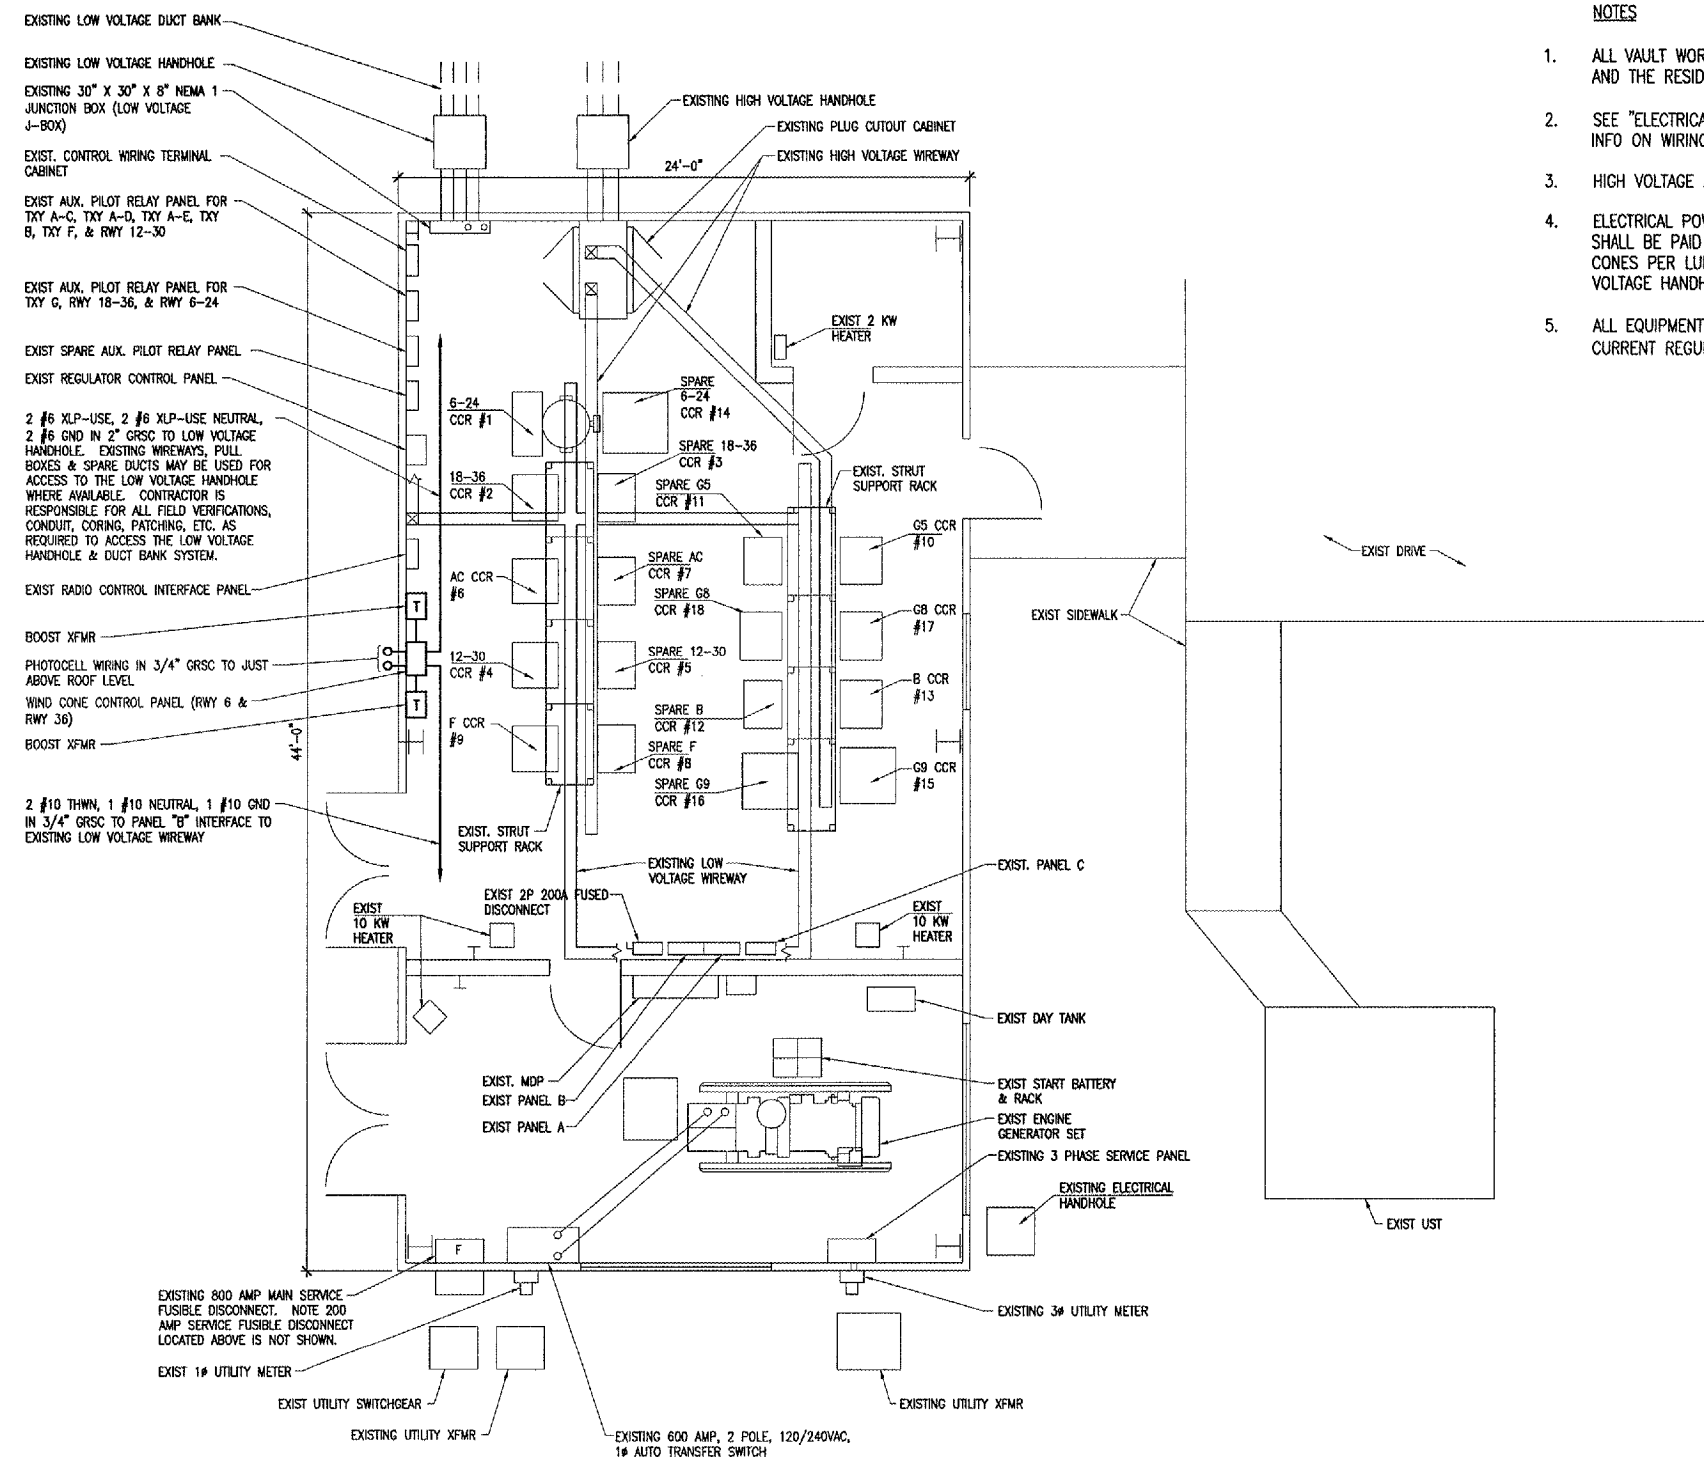 EXISTING LOW VOLTAGE DUCT BANK
EXISTING LOW VOLTAGE HANDHOLE
EXISTING 30" X 30" X 8" NEMA 1
JUNCTION BOX (LOW VOLTAGE
J-BOX)
EXIST. CONTROL WIRING TERMINAL
CABINET
EXIST AUX. PILOT RELAY PANEL FOR
TXY A-C, TXY A-D, TXY A-E, TXY
B, TXY F, & RWY 12-30
EXIST AUX. PILOT RELAY PANEL FOR
TXY G, RWY 18-36, & RWY 6-24
EXIST SPARE AUX. PILOT RELAY PANEL
EXIST REGULATOR CONTROL PANEL
2 #6 XLP-USE, 2 #6 XLP-USE NEUTRAL,
2 #6 GND IN 2" GRSC TO LOW VOLTAGE
HANDHOLE. EXISTING WIREWAYS, PULL
BOXES & SPARE DUCTS MAY BE USED FOR
ACCESS TO THE LOW VOLTAGE HANDHOLE
WHERE AVAILABLE. CONTRACTOR IS
RESPONSIBLE FOR ALL FIELD VERIFICATIONS,
CONDUIT, CORING, PATCHING, ETC. AS
REQUIRED TO ACCESS THE LOW VOLTAGE
HANDHOLE & DUCT BANK SYSTEM.
EXIST RADIO CONTROL INTERFACE PANEL
BOOST XFMR
PHOTOCELL WIRING IN 3/4" GRSC TO JUST
ABOVE ROOF LEVEL
WIND CONE CONTROL PANEL (RWY 6 &
RWY 36)
BOOST XFMR
2 #10 THWN, 1 #10 NEUTRAL, 1 #10 GND
IN 3/4" GRSC TO PANEL "B" INTERFACE TO
EXISTING LOW VOLTAGE WIREWAY
EXISTING HIGH VOLTAGE HANDHOLE
EXISTING PLUG CUTOUT CABINET
EXISTING HIGH VOLTAGE WIREWAY
24'-0"
44'-0"
EXIST 2 KW
HEATER
6-24
CCR #1
SPARE
6-24
CCR #14
SPARE 18-36
CCR #3
18-36
CCR #2
SPARE G5
CCR #11
EXIST. STRUT
SUPPORT RACK
G5 CCR
#10
AC CCR
#6
SPARE AC
CCR #7
SPARE G8
CCR #18
G8 CCR
#17
T
12-30
CCR #4
SPARE 12-30
CCR #5
B CCR
#13
T
F CCR
#9
SPARE B
CCR #12
SPARE F
CCR #8
SPARE G9
CCR #16
G9 CCR
#15
EXIST. STRUT
SUPPORT RACK
EXISTING LOW
VOLTAGE WIREWAY
EXIST. PANEL C
EXIST 2P 200A FUSED
DISCONNECT
EXIST
10 KW
HEATER
EXIST
10 KW
HEATER
EXIST DAY TANK
EXIST. MDP
EXIST PANEL B
EXIST PANEL A
EXIST START BATTERY
& RACK
EXIST ENGINE
GENERATOR SET
EXISTING 3 PHASE SERVICE PANEL
EXISTING ELECTRICAL
HANDHOLE
EXIST UST
EXIST DRIVE
EXIST SIDEWALK
F
EXISTING 800 AMP MAIN SERVICE
FUSIBLE DISCONNECT. NOTE 200
AMP SERVICE FUSIBLE DISCONNECT
LOCATED ABOVE IS NOT SHOWN.
EXIST 1ø UTILITY METER
EXIST UTILITY SWITCHGEAR
EXISTING UTILITY XFMR
EXISTING 600 AMP, 2 POLE, 120/240VAC,
1ø AUTO TRANSFER SWITCH
EXISTING 3ø UTILITY METER
EXISTING UTILITY XFMR
NOTES
1. ALL VAULT WOR
AND THE RESID
2. SEE "ELECTRICA
INFO ON WIRING
3. HIGH VOLTAGE
4. ELECTRICAL POW
SHALL BE PAID
CONES PER LU
VOLTAGE HANDH
5. ALL EQUIPMENT
CURRENT REGU